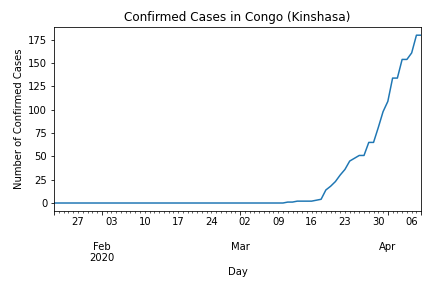 Confirmed Cases in Congo (Kinshasa)
Number of Confirmed Cases
175
150
125
100
75
50
25
0
27 03 10 17 24 02 09 16 23 30 06
Feb Mar Apr
2020
Day